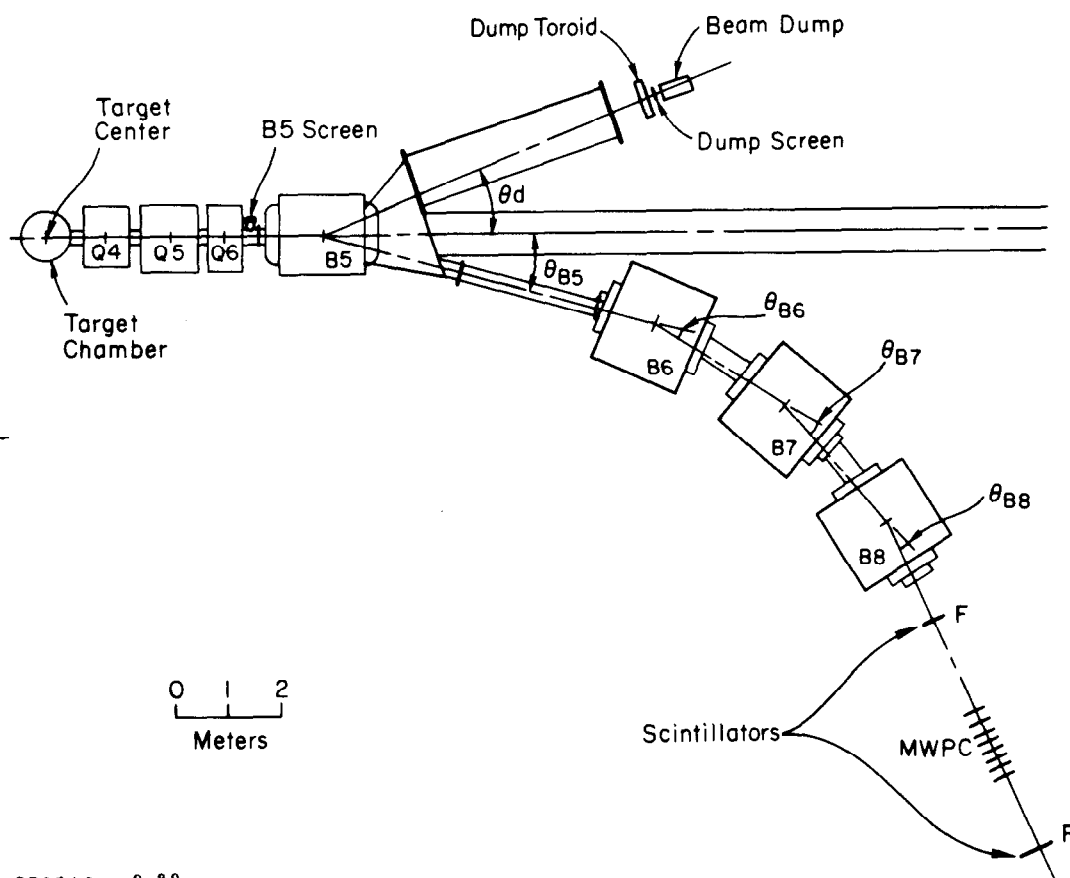 Dump Toroid
Beam Dump
Target
Center
B5 Screen
Dump Screen
θd
Q4
Q5
Q6
B5
θB5
Target
Chamber
θB6
B6
θB7
B7
θB8
B8
F
0 1 2
Meters
Scintillators
MWPC